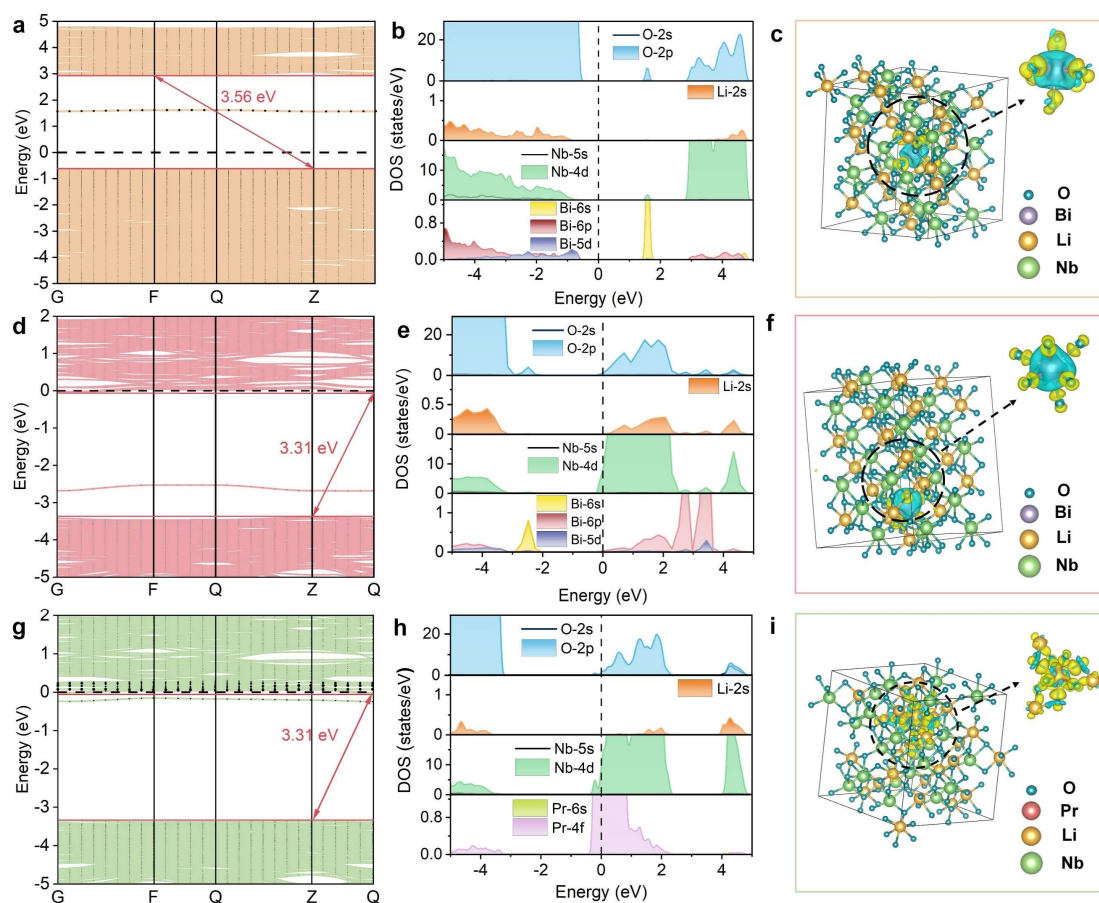 a
5
4
3
2
1
0
-1
-2
-3
-4
-5
Energy (eV)
3.56 eV
G F Q Z
b
O-2s
O-2p
20
10
0
Li-2s
1
0
Nb-5s
Nb-4d
20
10
0
Bi-6s
Bi-6p
Bi-5d
0.8
0.0
DOS (states/eV)
-4 -2 0 2 4
Energy (eV)
c
O
Bi
Li
Nb
d
2
1
0
-1
-2
-3
-4
-5
Energy (eV)
3.31 eV
G F Q Z Q
e
O-2s
O-2p
20
10
0
Li-2s
0.5
0.0
Nb-5s
Nb-4d
10
0
Bi-6s
Bi-6p
Bi-5d
1
0
DOS (states/eV)
-4 -2 0 2 4
Energy (eV)
f
O
Bi
Li
Nb
g
2
1
0
-1
-2
-3
-4
-5
Energy (eV)
3.31 eV
G F Q Z Q
h
O-2s
O-2p
20
0
Li-2s
1
0
Nb-5s
Nb-4d
10
0
Pr-6s
Pr-4f
0.8
0.0
DOS (states/eV)
-4 -2 0 2 4
Energy (eV)
i
O
Pr
Li
Nb